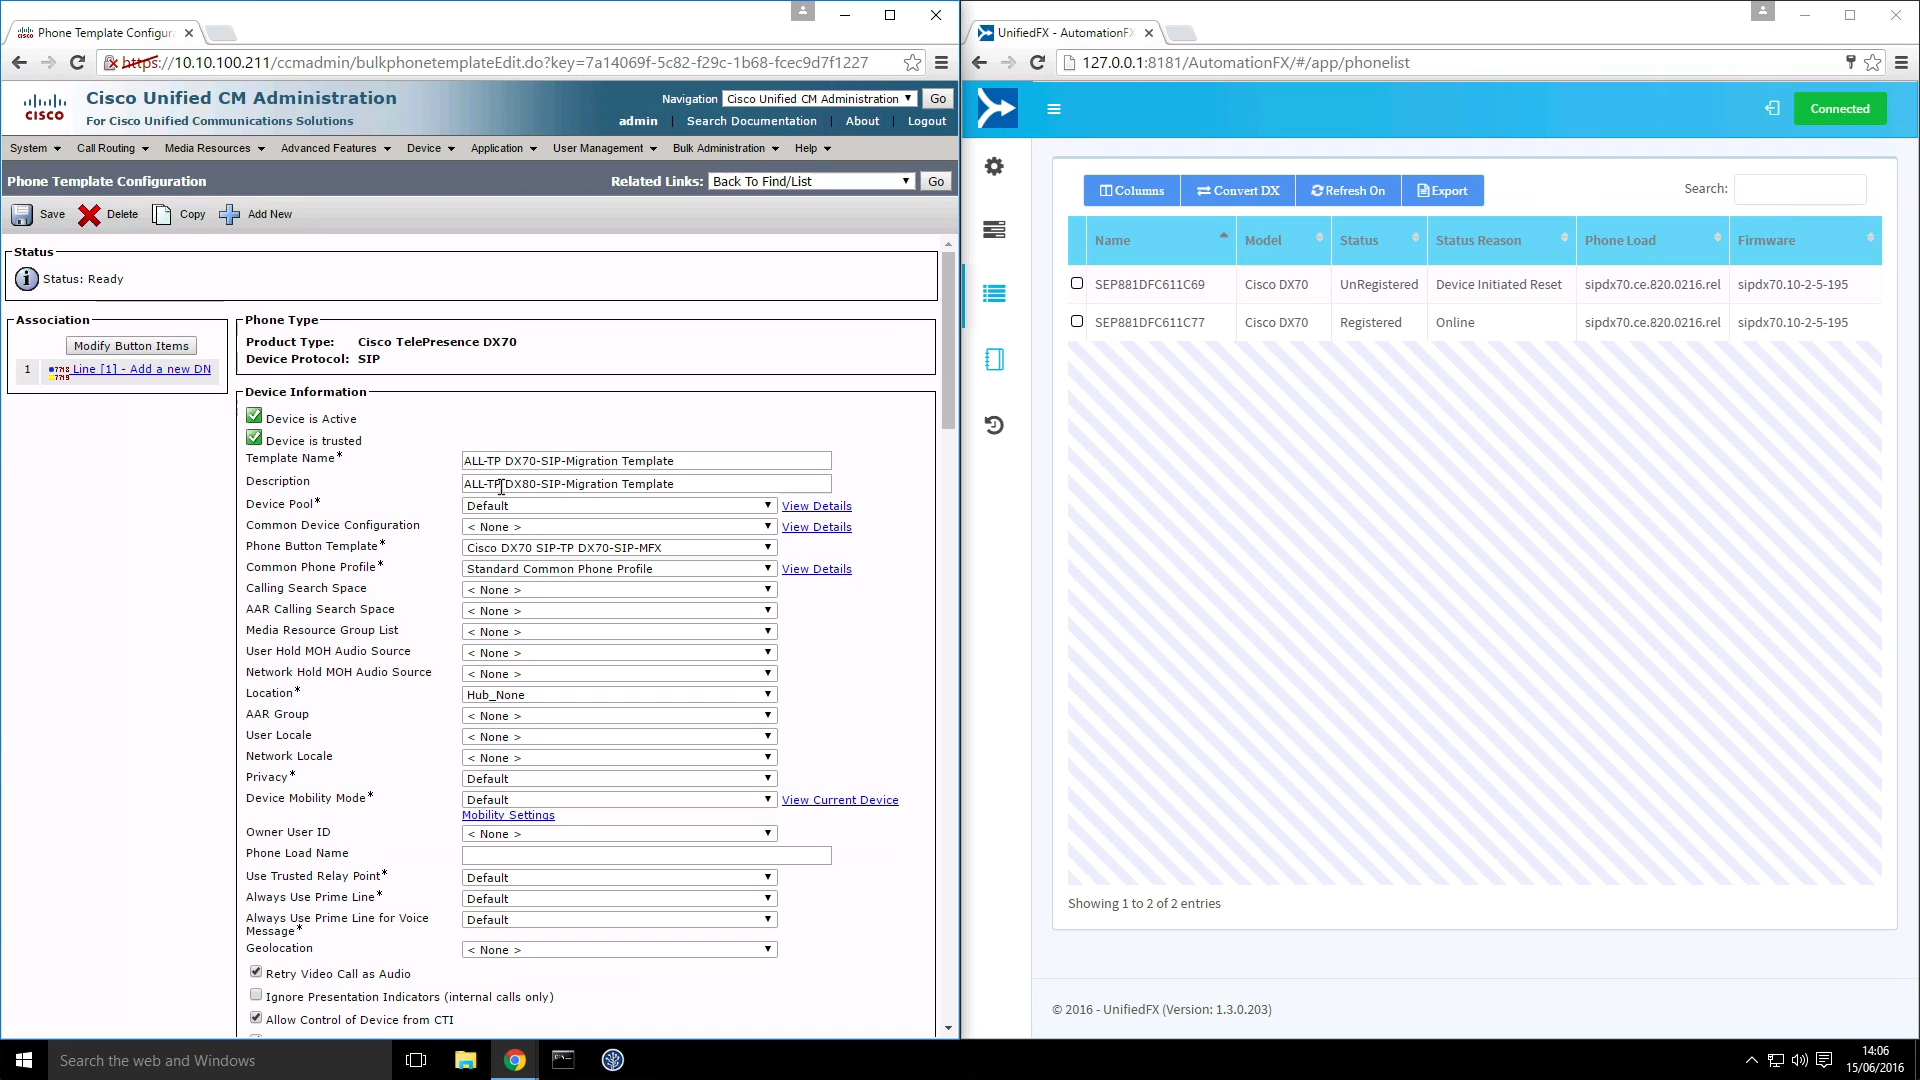 Phone Template Configur
https://10.10.100.211/ccmadmin/bulkphonetemplateEdit.do?key=7a14069f-5c82-f29c-1b68-fcec9d7f1227
CISCO
Cisco Unified CM Administration
For Cisco Unified Communications Solutions
Navigation Cisco Unified CM Administration Go
admin | Search Documentation | About | Logout
System Call Routing Media Resources Advanced Features Device Application User Management Bulk Administration Help
Phone Template Configuration
Related Links: Back To Find/List Go
Save Delete Copy Add New
Status
Status: Ready
Association
Modify Button Items
1 Line [1] - Add a new DN
Phone Type
Product Type: Cisco TelePresence DX70
Device Protocol: SIP
Device Information
Device is Active
Device is trusted
Template Name* ALL-TP DX70-SIP-Migration Template
Description ALL-TP DX80-SIP-Migration Template
Device Pool* Default View Details
Common Device Configuration < None > View Details
Phone Button Template* Cisco DX70 SIP-TP DX70-SIP-MFX
Common Phone Profile* Standard Common Phone Profile View Details
Calling Search Space < None >
AAR Calling Search Space < None >
Media Resource Group List < None >
User Hold MOH Audio Source < None >
Network Hold MOH Audio Source < None >
Location* Hub_None
AAR Group < None >
User Locale < None >
Network Locale < None >
Privacy* Default
Device Mobility Mode* Default View Current Device
Mobility Settings
Owner User ID < None >
Phone Load Name
Use Trusted Relay Point* Default
Always Use Prime Line* Default
Always Use Prime Line for Voice
Message* Default
Geolocation < None >
Retry Video Call as Audio
Ignore Presentation Indicators (internal calls only)
Allow Control of Device from CTI
UnifiedFX - AutomationFX
127.0.0.1:8181/AutomationFX/#/app/phonelist
Connected
Columns Convert DX Refresh On Export
Search:
Name Model Status Status Reason Phone Load Firmware
SEP881DFC611C69 Cisco DX70 UnRegistered Device Initiated Reset sipdx70.ce.820.0216.rel sipdx70.10-2-5-195
SEP881DFC611C77 Cisco DX70 Registered Online sipdx70.ce.820.0216.rel sipdx70.10-2-5-195
Showing 1 to 2 of 2 entries
© 2016 - UnifiedFX (Version: 1.3.0.203)
Search the web and Windows
14:06
15/06/2016